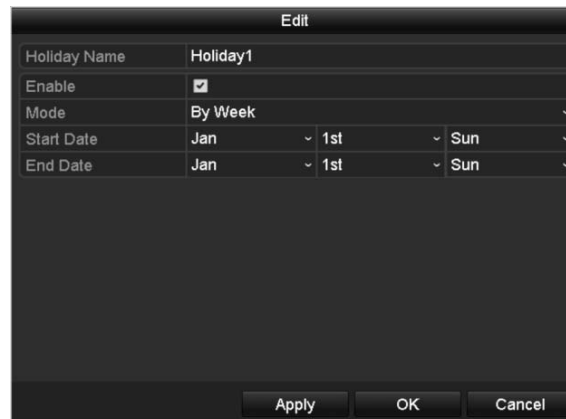 Edit
Holiday Name Holiday1
Enable
Mode By Week
Start Date Jan 1st Sun
End Date Jan 1st Sun
Apply OK Cancel